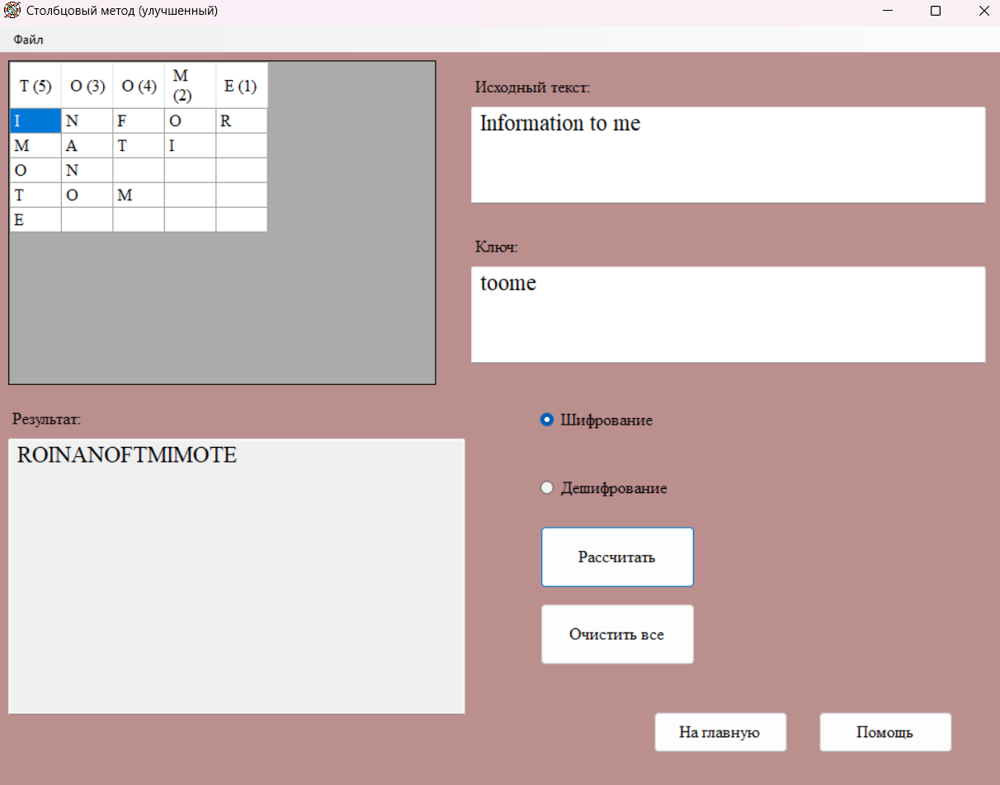 Столбцовый метод (улучшенный)
Файл
T (5) O (3) O (4) M (2) E (1)
I N F O R
M A T I
O N
T O M
E
Исходный текст:
Information to me
Ключ:
toome
Результат:
ROINANOFTMIMOTE
Шифрование
Дешифрование
Рассчитать
Очистить все
На главную
Помощь